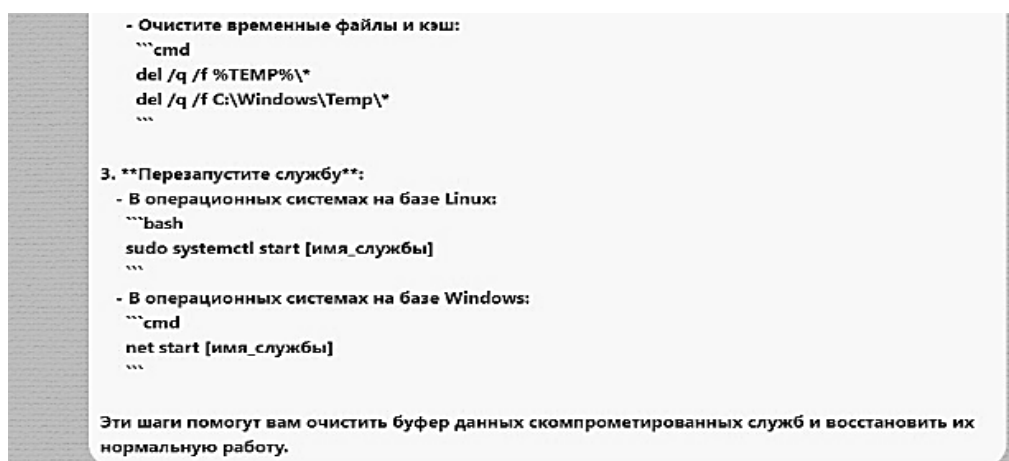 - Очистите временные файлы и кэш:
```cmd
del /q /f %TEMP%\*
del /q /f C:\Windows\Temp\*
```
3. **Перезапустите службу**:
- В операционных системах на базе Linux:
```bash
sudo systemctl start [имя_службы]
```
- В операционных системах на базе Windows:
```cmd
net start [имя_службы]
```
Эти шаги помогут вам очистить буфер данных скомпрометированных служб и восстановить их
нормальную работу.